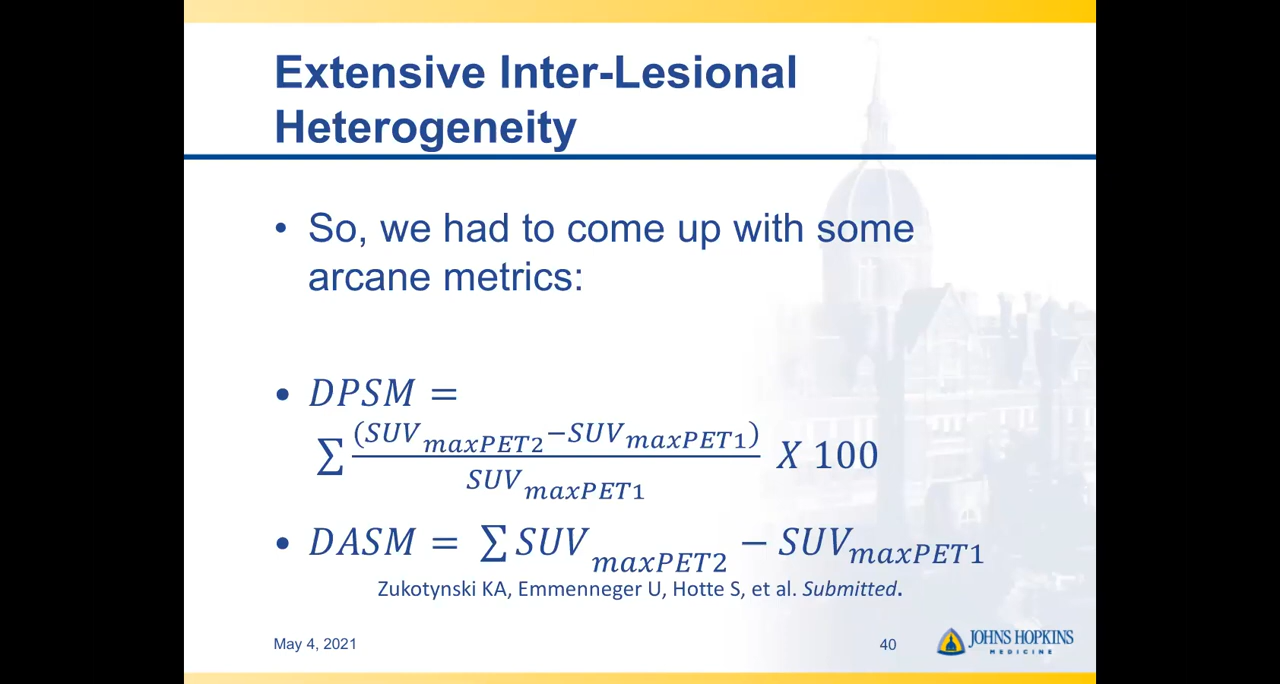 Extensive Inter-Lesional
Heterogeneity
• So, we had to come up with some
arcane metrics:
• DPSM =
∑ (SUVmaxPET2−SUVmaxPET1) / SUVmaxPET1 X 100
• DASM = ∑ SUVmaxPET2 − SUVmaxPET1
Zukotynski KA, Emmenneger U, Hotte S, et al. Submitted.
May 4, 2021
40
JOHNS HOPKINS
MEDICINE